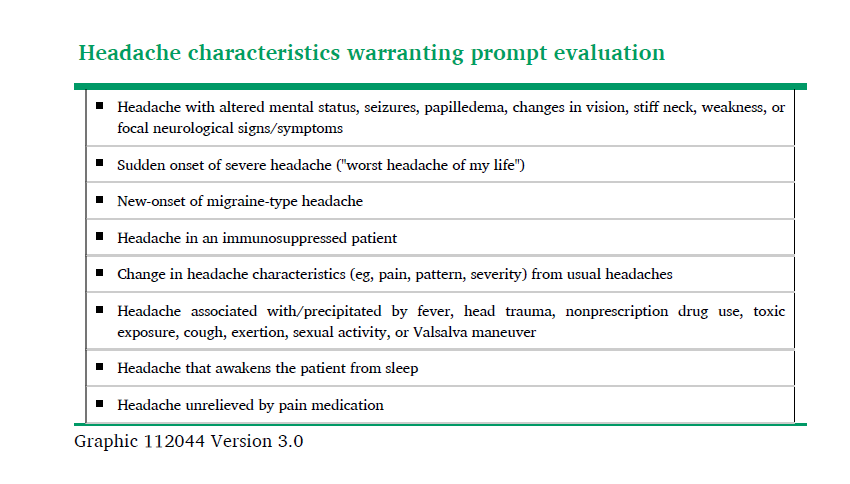 Headache characteristics warranting prompt evaluation
■ Headache with altered mental status, seizures, papilledema, changes in vision, stiff neck, weakness, or
focal neurological signs/symptoms
■ Sudden onset of severe headache ("worst headache of my life")
■ New-onset of migraine-type headache
■ Headache in an immunosuppressed patient
■ Change in headache characteristics (eg, pain, pattern, severity) from usual headaches
■ Headache associated with/precipitated by fever, head trauma, nonprescription drug use, toxic
exposure, cough, exertion, sexual activity, or Valsalva maneuver
■ Headache that awakens the patient from sleep
■ Headache unrelieved by pain medication
Graphic 112044 Version 3.0